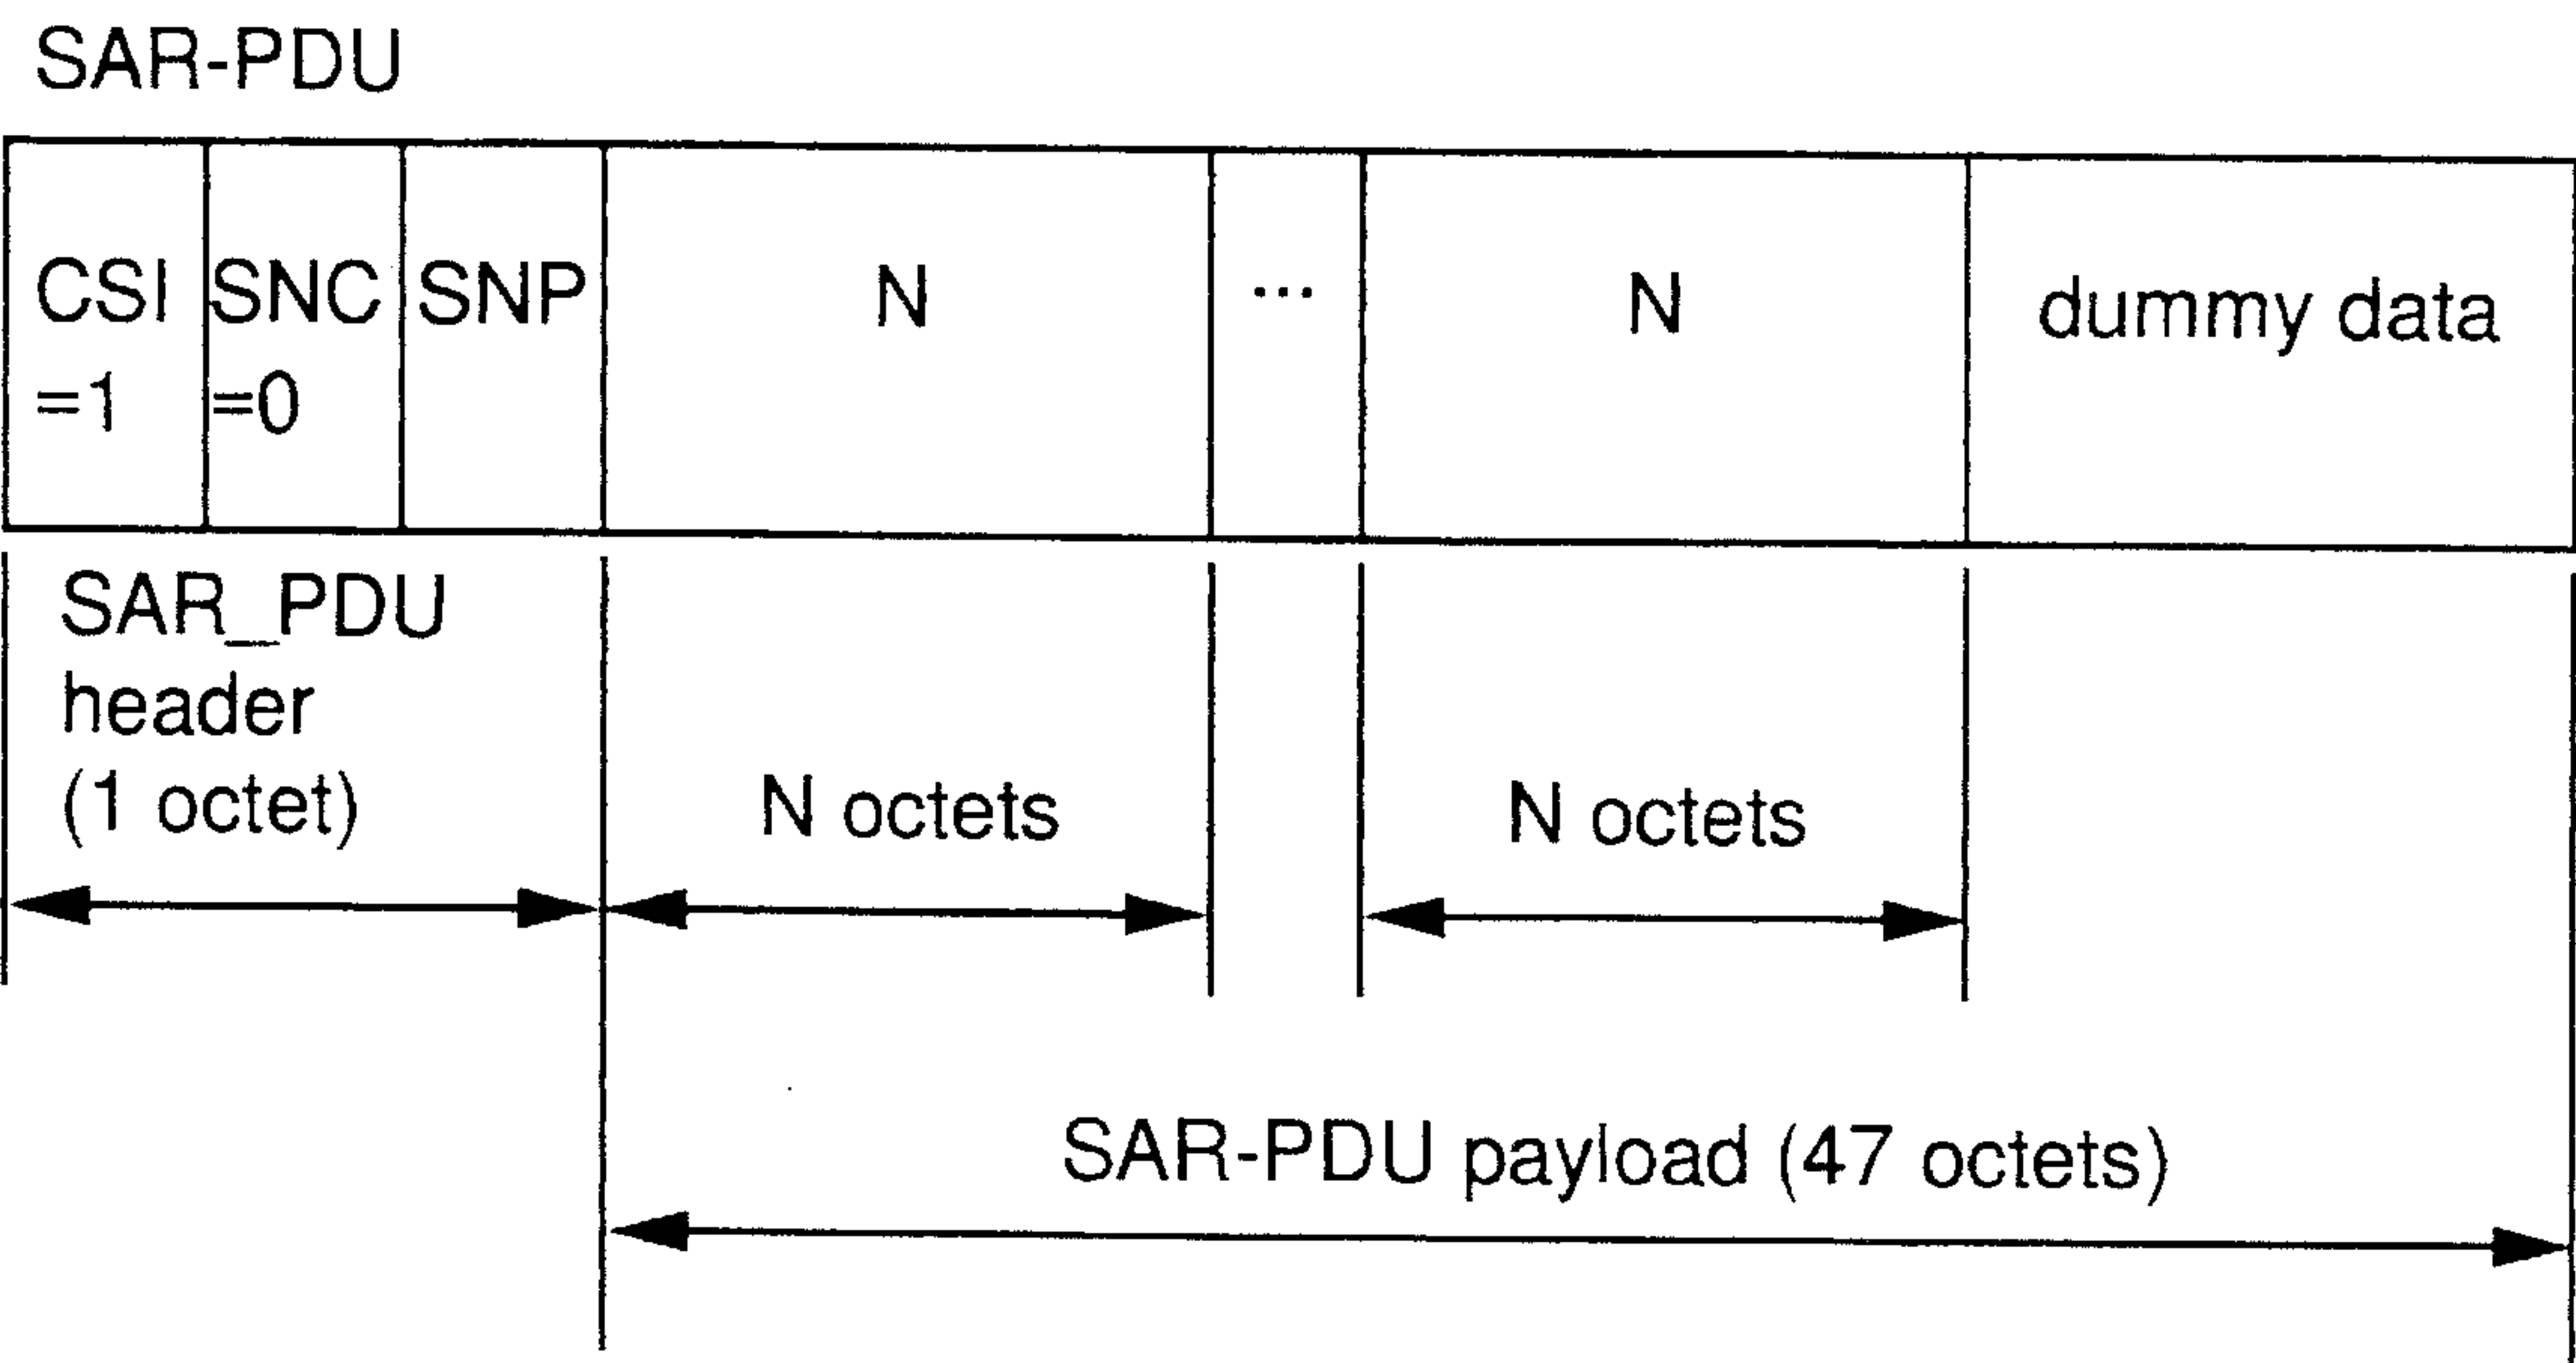 SAR-PDU
CSI =1
SNC =0
SNP
N
...
N
dummy data
SAR_PDU
header
(1 octet)
N octets
N octets
SAR-PDU payload (47 octets)